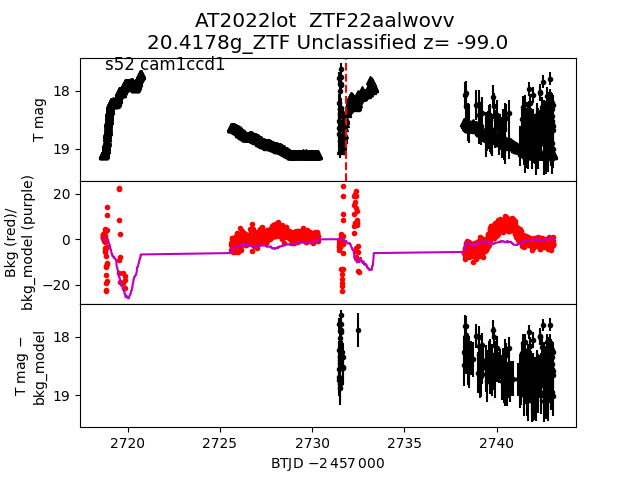 AT2022lot  ZTF22aalwovv
20.4178g_ZTF Unclassified z= -99.0
s52 cam1ccd1
T mag
18
19
Bkg (red)/
bkg_model (purple)
20
0
−20
T mag −
bkg_model
18
19
2720
2725
2730
2735
2740
BTJD −2 457 000